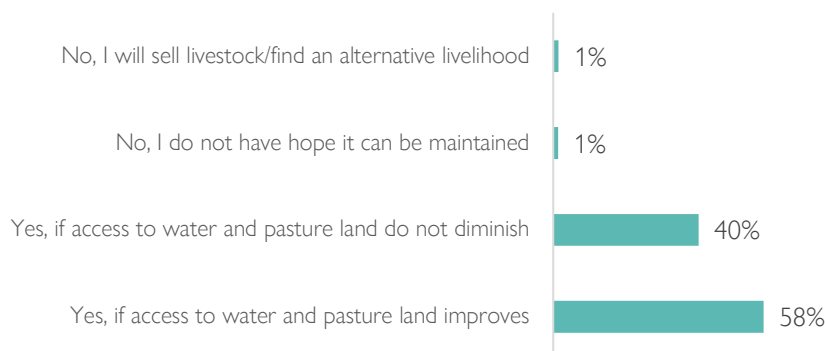 No, I will sell livestock/find an alternative livelihood 1%
No, I do not have hope it can be maintained 1%
Yes, if access to water and pasture land do not diminish 40%
Yes, if access to water and pasture land improves 58%